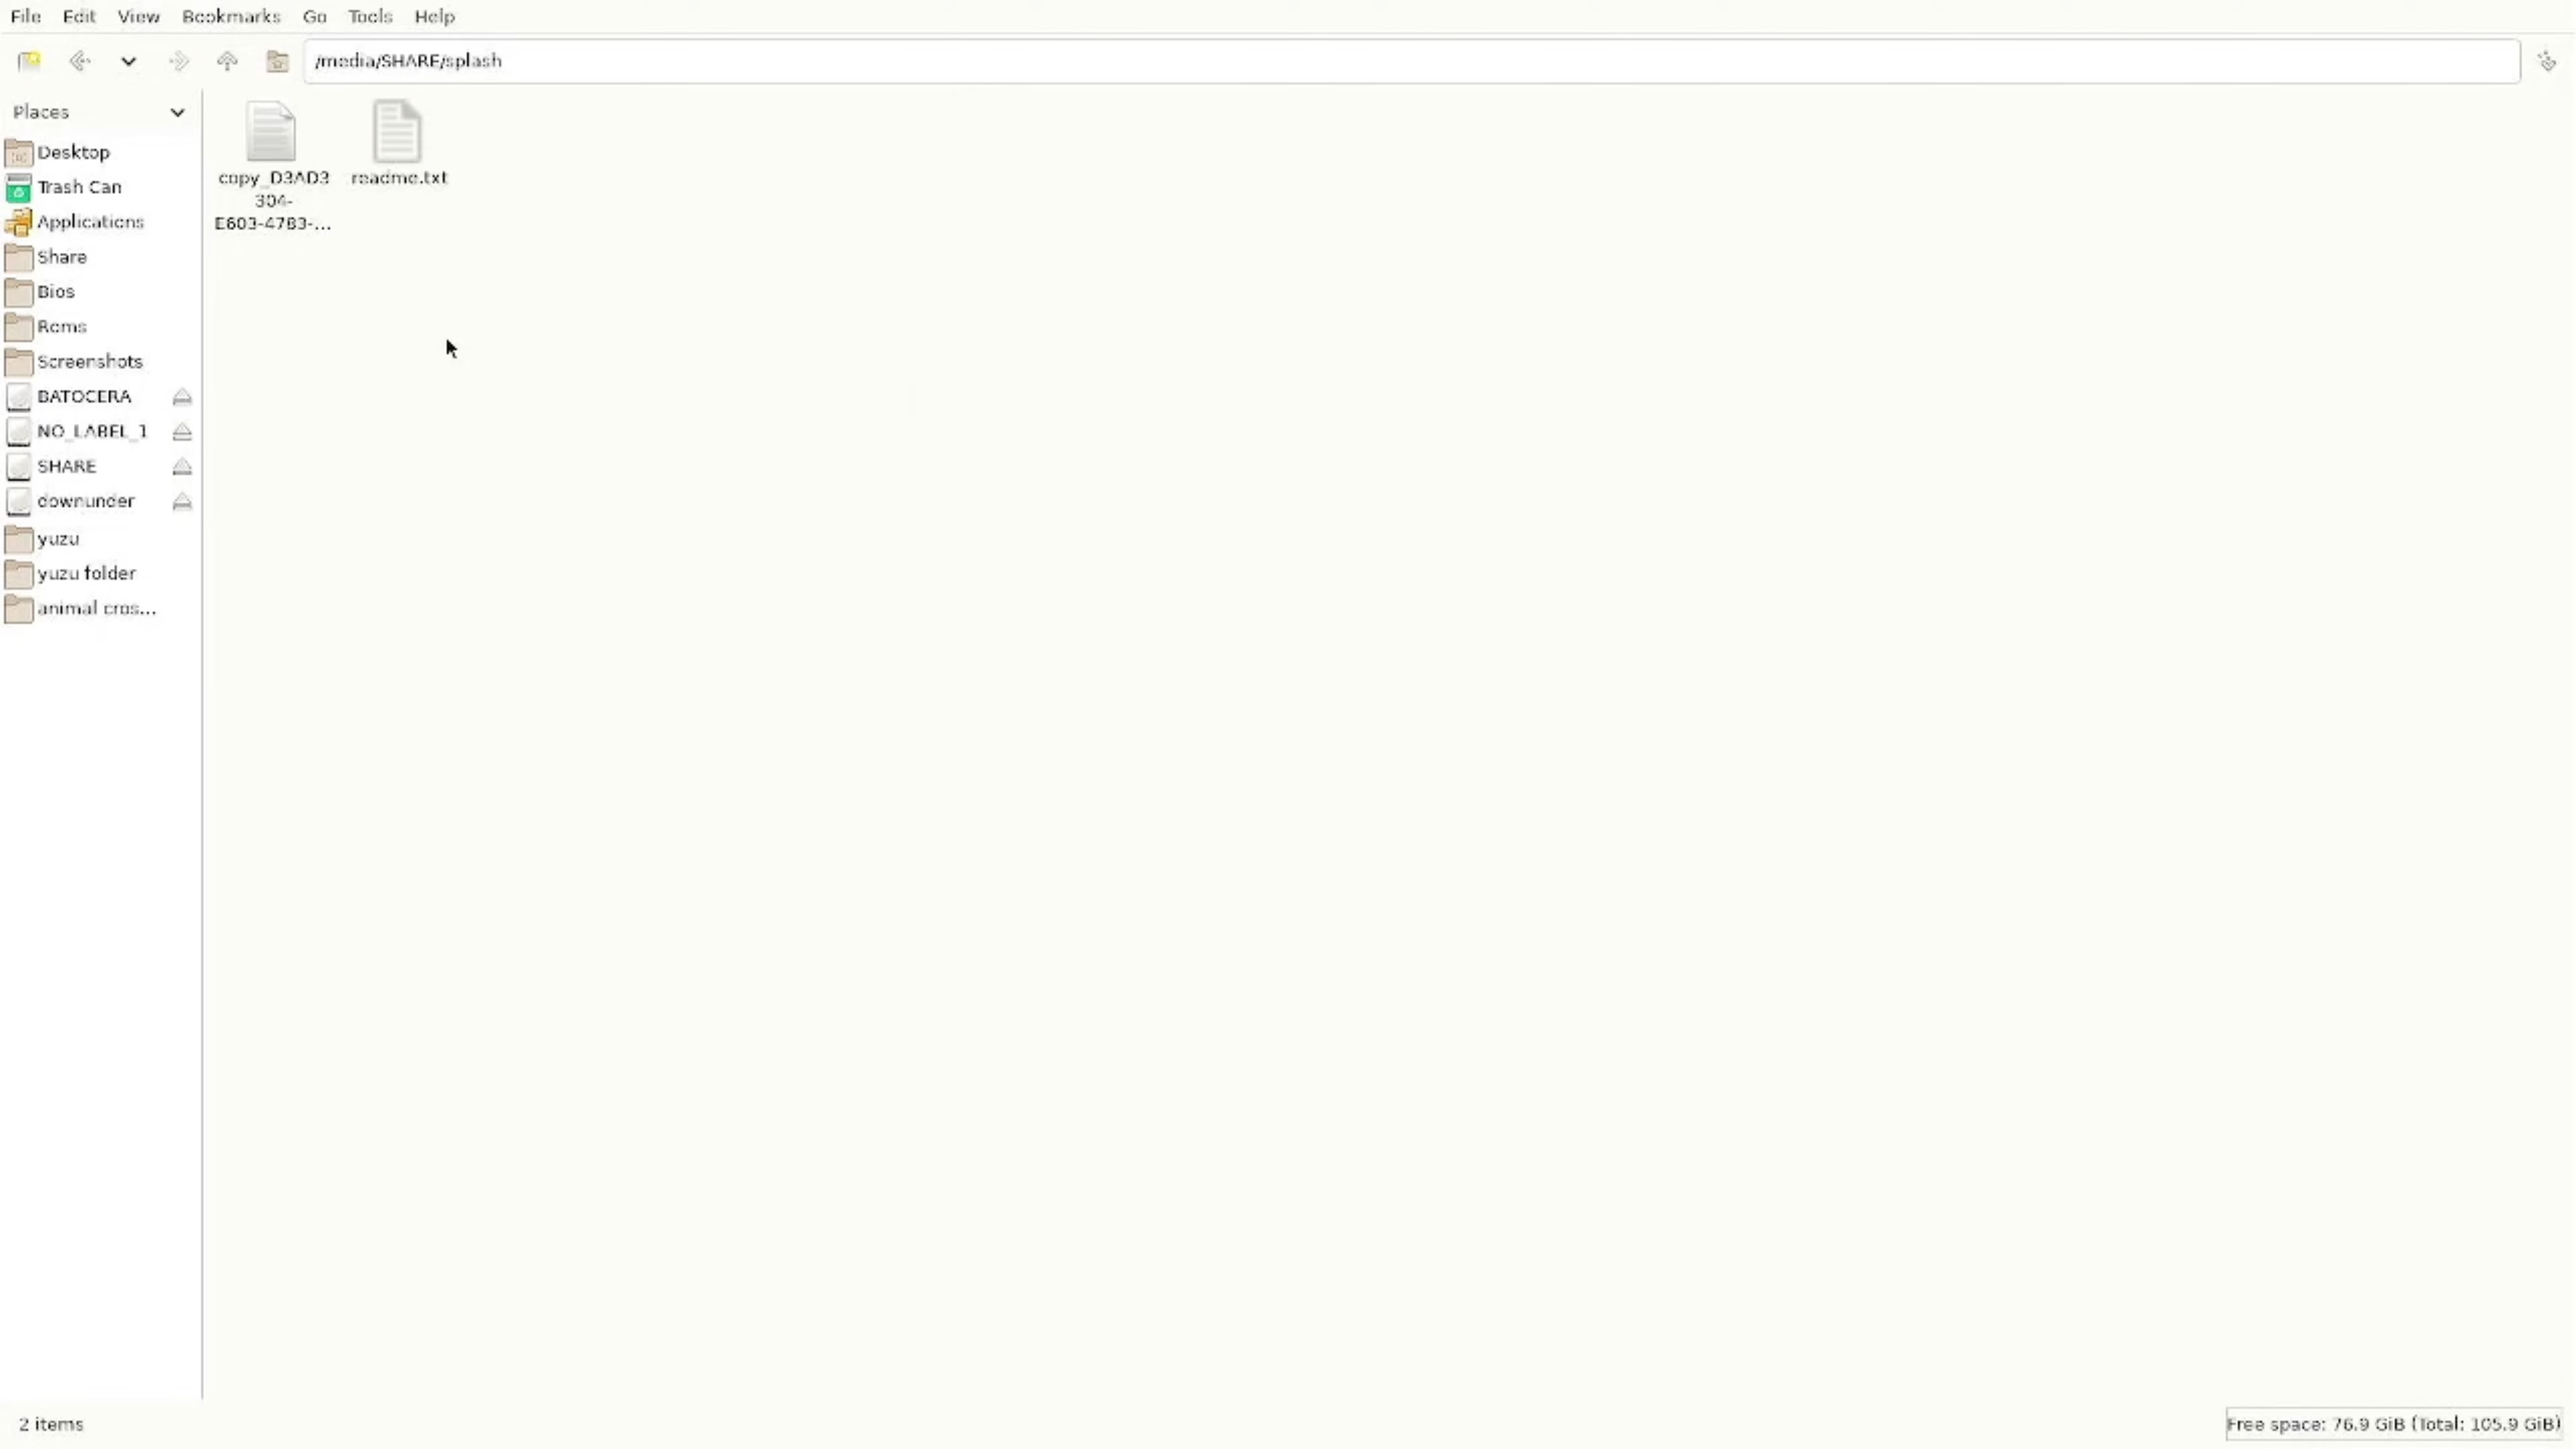 File Edit View Bookmarks Go Tools Help
/media/SHARE/splash
Places
Desktop
Trash Can
Applications
Share
Bios
Roms
Screenshots
BATOCERA
NO_LABEL_1
SHARE
downunder
yuzu
yuzu folder
animal cros...
copy_D3AD3
304-
E603-4783-...
readme.txt
2 items
Free space: 76.9 GiB (Total: 105.9 GiB)